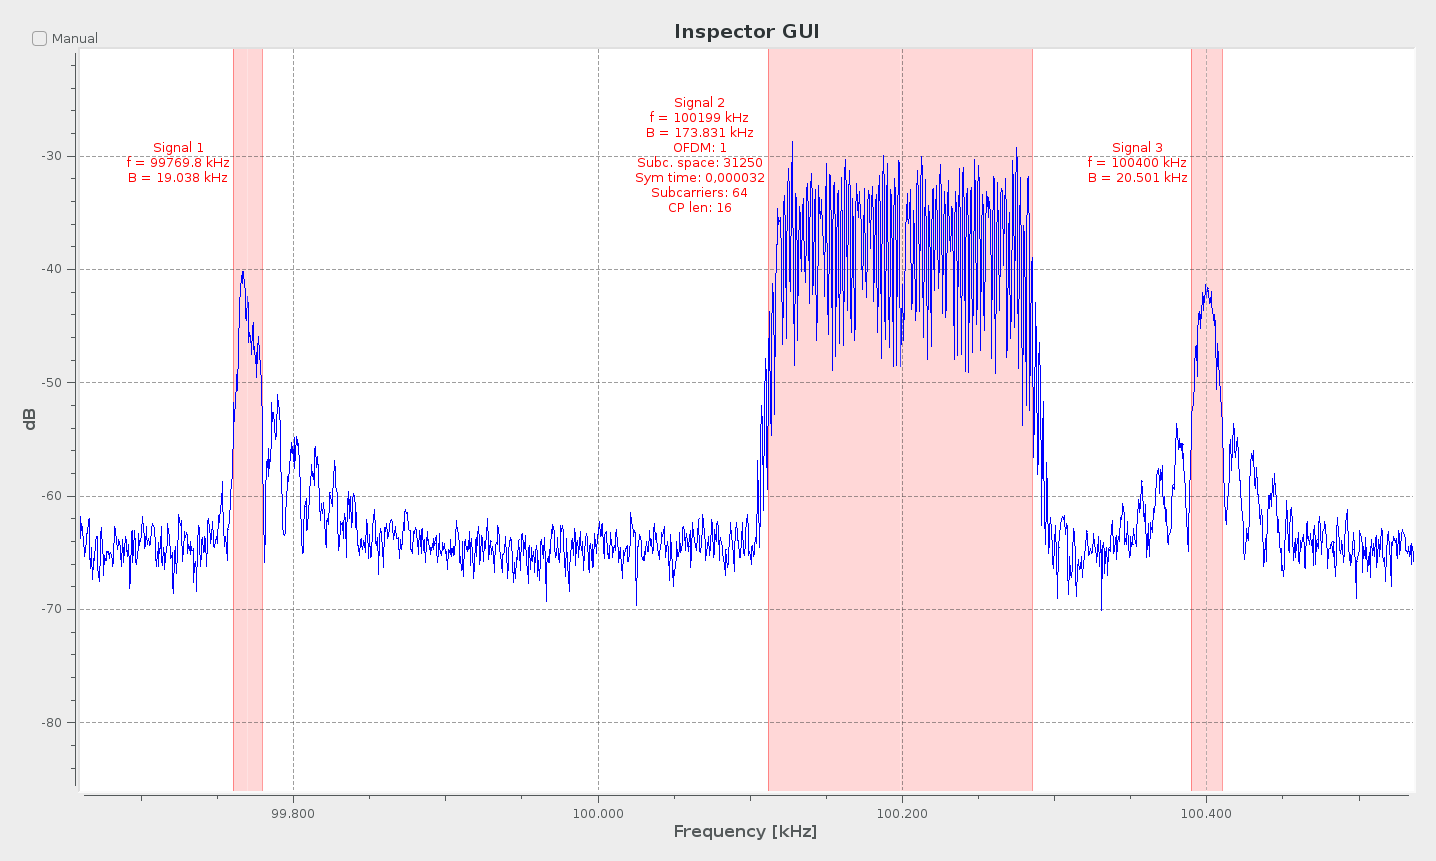 Inspector GUI
Manual
Signal 1
f = 99769.8 kHz
B = 19.038 kHz
Signal 2
f = 100199 kHz
B = 173.831 kHz
OFDM: 1
Subc. space: 31250
Sym time: 0,000032
Subcarriers: 64
CP len: 16
Signal 3
f = 100400 kHz
B = 20.501 kHz
dB
-30
-40
-50
-60
-70
-80
99.800
100.000
100.200
100.400
Frequency [kHz]